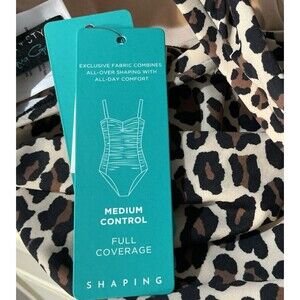 EXCLUSIVE FABRIC COMBINES
ALL-OVER SHAPING WITH
ALL-DAY COMFORT
MEDIUM
CONTROL
FULL
COVERAGE
SHAPING